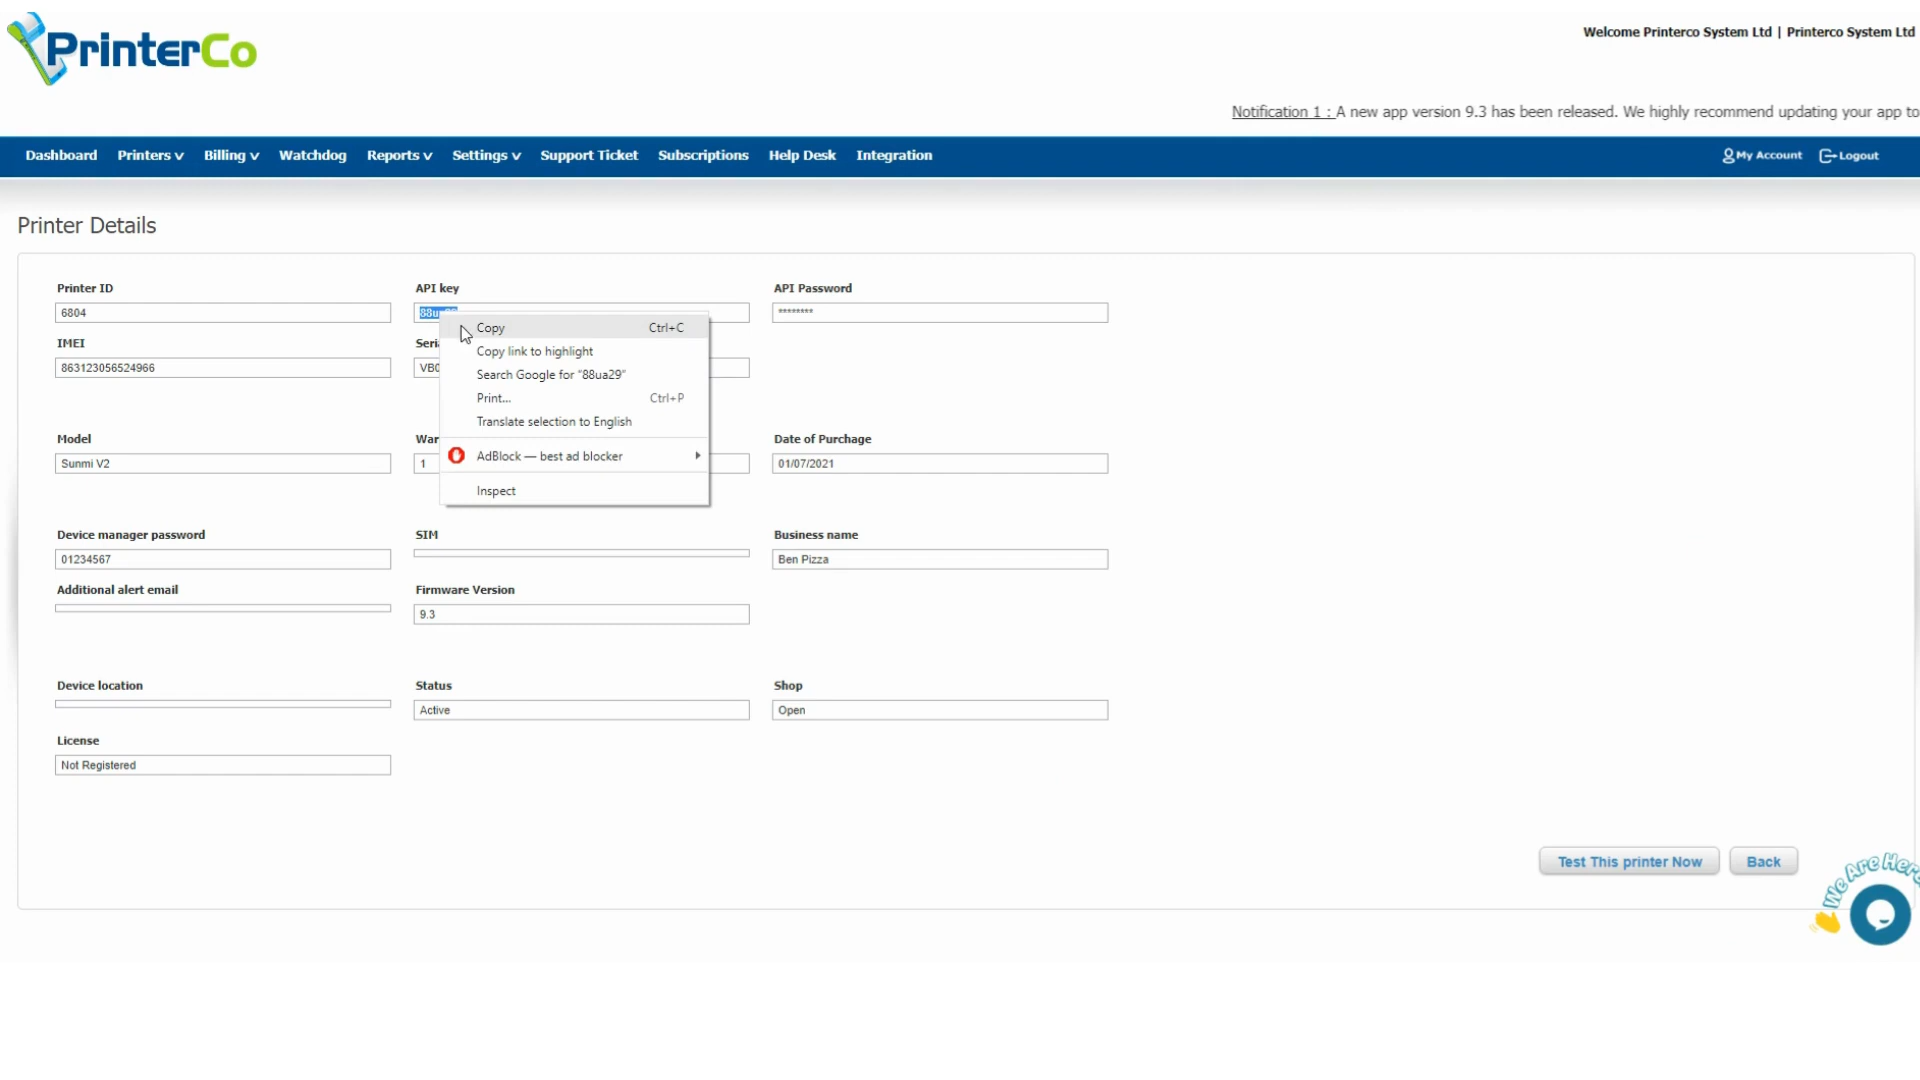 PrinterCo
Welcome Printerco System Ltd | Printerco System Ltd
Notification 1 : A new app version 9.3 has been released. We highly recommend updating your app to
Dashboard Printers v Billing v Watchdog Reports v Settings v Support Ticket Subscriptions Help Desk Integration My Account Logout
Printer Details
Printer ID API key API Password
6804 88u ********
Copy Ctrl+C
IMEI Seri
Copy link to highlight
863123056524966 VB0
Search Google for "88ua29"
Print... Ctrl+P
Translate selection to English
Model War Date of Purchage
AdBlock — best ad blocker
Sunmi V2 1 01/07/2021
Inspect
Device manager password SIM Business name
01234567 Ben Pizza
Additional alert email Firmware Version
9.3
Device location Status Shop
Active Open
License
Not Registered
Test This printer Now Back
We Are Here